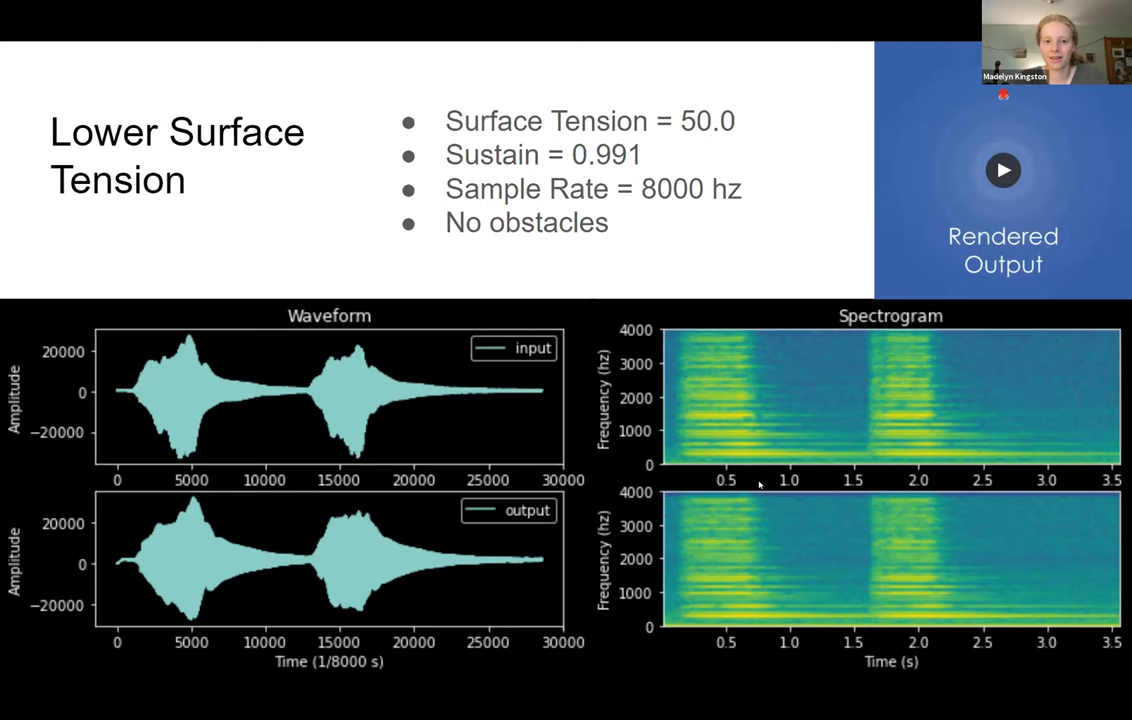 Madelyn Kingston
Lower Surface
Tension
● Surface Tension = 50.0
● Sustain = 0.991
● Sample Rate = 8000 hz
● No obstacles
Rendered
Output
Waveform
input
20000
0
−20000
Amplitude
0 5000 10000 15000 20000 25000 30000
Spectrogram
4000
3000
2000
1000
0
Frequency (hz)
0.5 1.0 1.5 2.0 2.5 3.0 3.5
output
20000
0
−20000
Amplitude
0 5000 10000 15000 20000 25000 30000
Time (1/8000 s)
4000
3000
2000
1000
0
Frequency (hz)
0.5 1.0 1.5 2.0 2.5 3.0 3.5
Time (s)